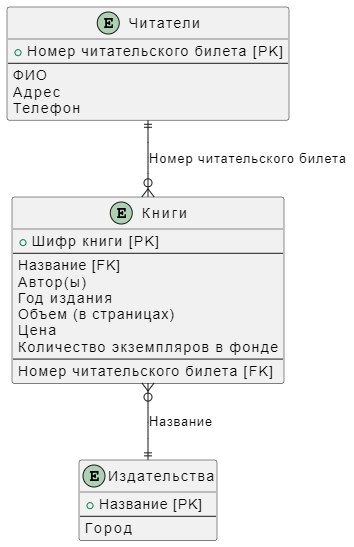 E Читатели
Номер читательского билета [PK]
ФИО
Адрес
Телефон
Номер читательского билета
E Книги
Шифр книги [PK]
Название [FK]
Автор(ы)
Год издания
Объем (в страницах)
Цена
Количество экземпляров в фонде
Номер читательского билета [FK]
Название
E Издательства
Название [PK]
Город